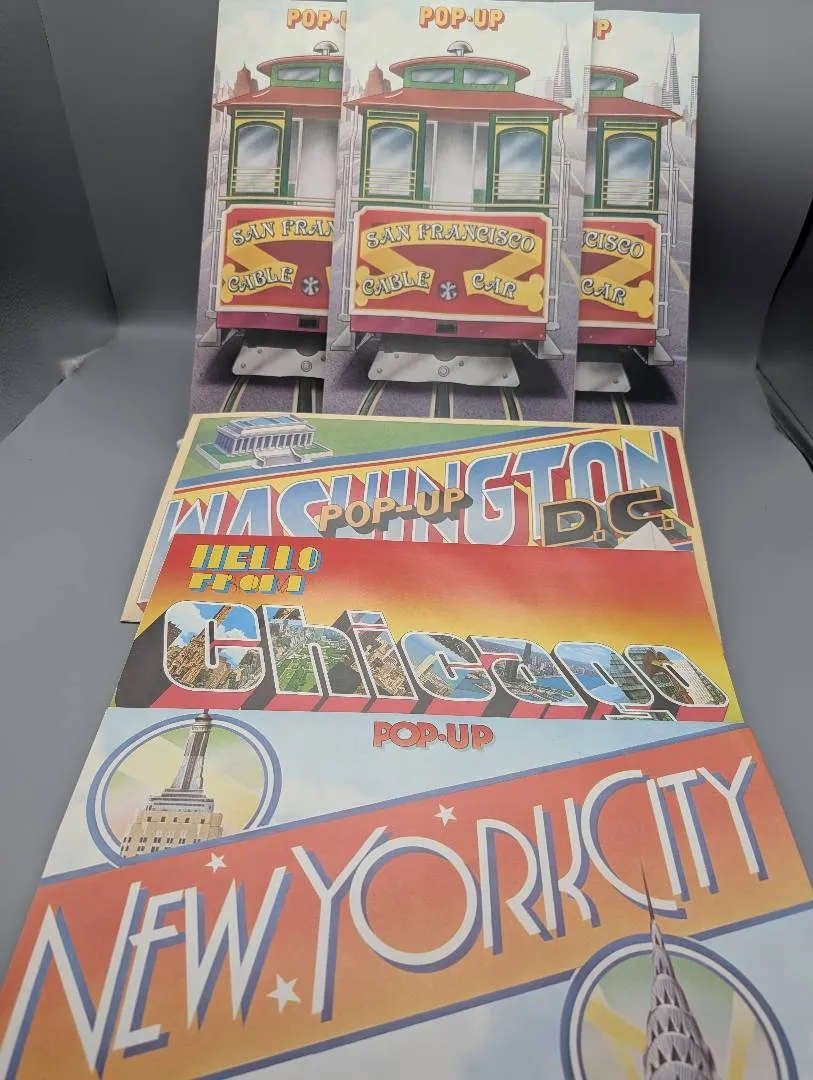 POP-U
POP-UP
UP
SAN FRAN
CABLE
SAN FRANCISCO
CABLE CAR
CISCO
CAR
WASHINGTON
POP-UP
D.C.
HELLO
FROM
Chicago
POP-UP
NEW YORK CITY